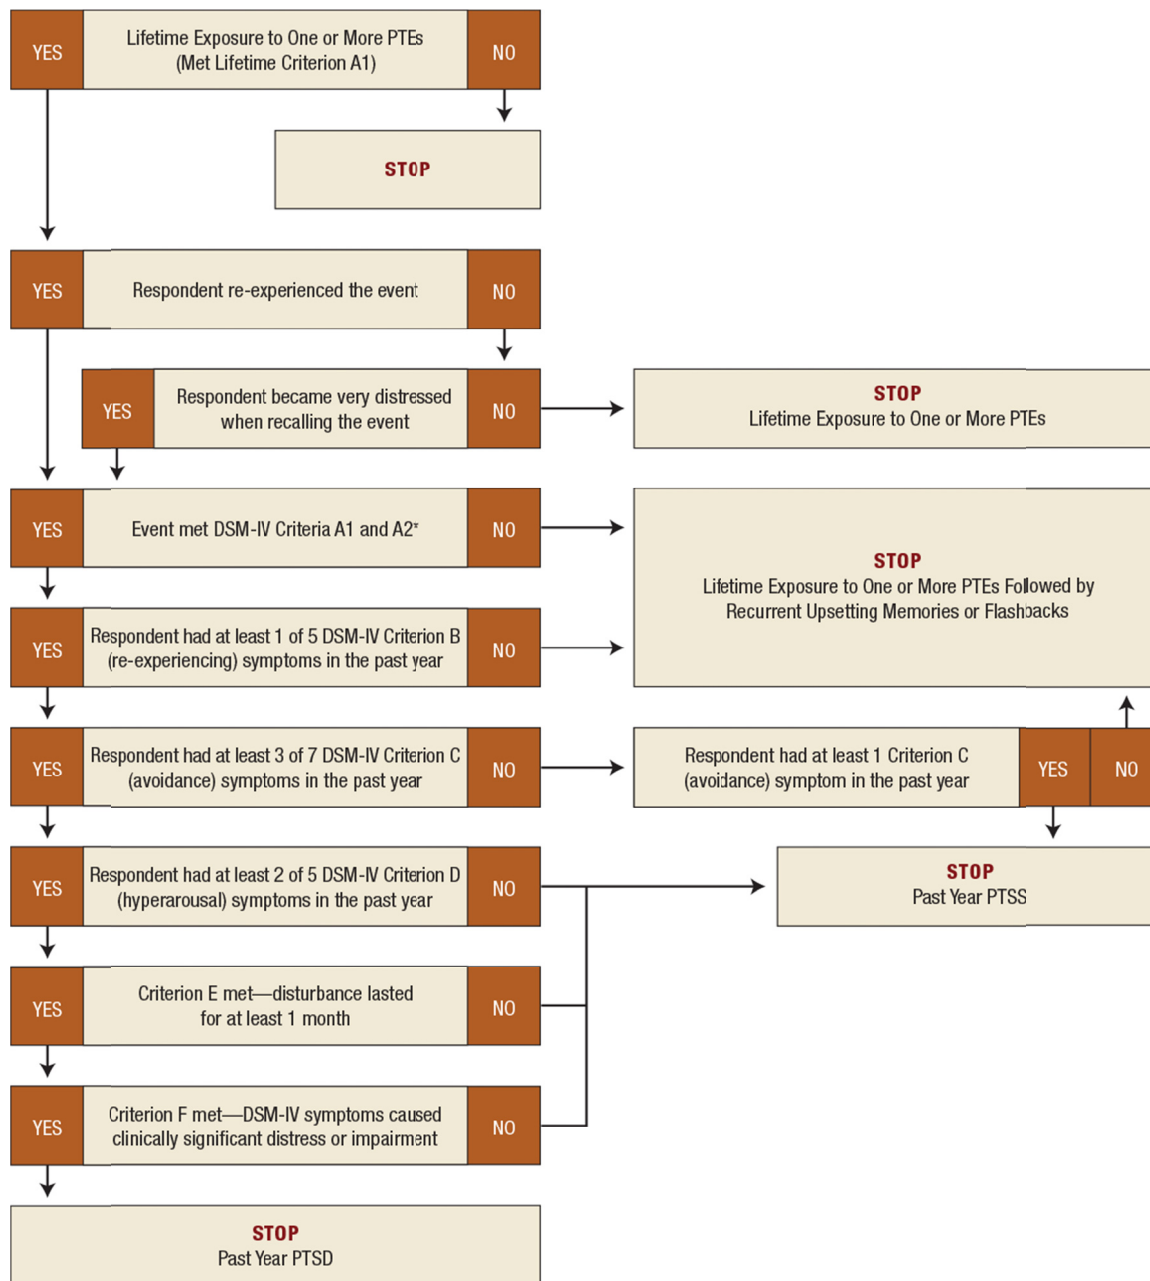 YES
Lifetime Exposure to One or More PTEs
(Met Lifetime Criterion A1)
NO
STOP
YES
Respondent re-experienced the event
NO
YES
Respondent became very distressed
when recalling the event
NO
STOP
Lifetime Exposure to One or More PTEs
YES
Event met DSM-IV Criteria A1 and A2*
NO
STOP
Lifetime Exposure to One or More PTEs Followed by
Recurrent Upsetting Memories or Flashbacks
YES
Respondent had at least 1 of 5 DSM-IV Criterion B
(re-experiencing) symptoms in the past year
NO
YES
Respondent had at least 3 of 7 DSM-IV Criterion C
(avoidance) symptoms in the past year
NO
Respondent had at least 1 Criterion C
(avoidance) symptom in the past year
YES
NO
YES
Respondent had at least 2 of 5 DSM-IV Criterion D
(hyperarousal) symptoms in the past year
NO
STOP
Past Year PTSS
YES
Criterion E met—disturbance lasted
for at least 1 month
NO
YES
Criterion F met—DSM-IV symptoms caused
clinically significant distress or impairment
NO
STOP
Past Year PTSD